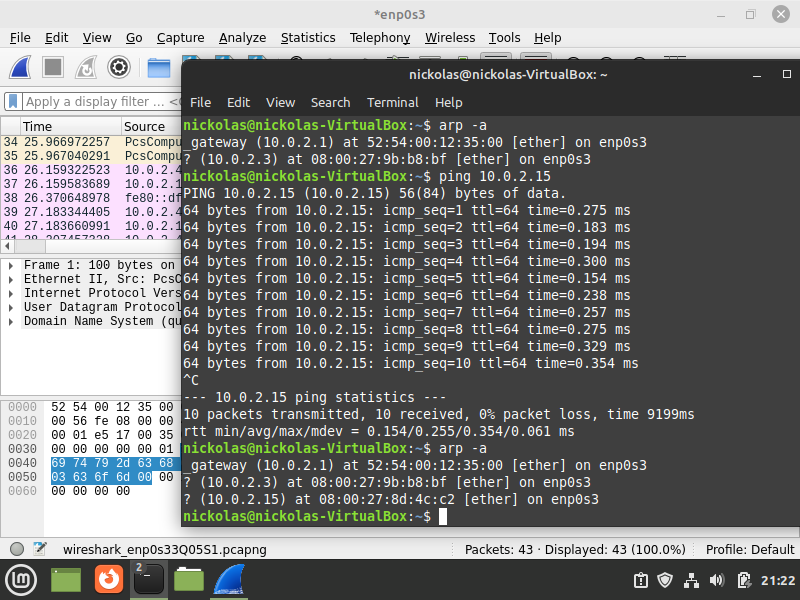 *enp0s3
File Edit View Go Capture Analyze Statistics Telephony Wireless Tools Help
nickolas@nickolas-VirtualBox: ~
File Edit View Search Terminal Help
Apply a display filter ... <C
Time Source
34 25.966972257 PcsCompu
35 25.967040291 PcsCompu
36 26.159322523 10.0.2.4
37 26.159583689 10.0.2.1
38 26.370648978 fe80::df
39 27.183344405 10.0.2.4
40 27.183660991 10.0.2.1
Frame 1: 100 bytes on
Ethernet II, Src: PcsC
Internet Protocol Vers
User Datagram Protocol
Domain Name System (qu
0000 52 54 00 12 35 00
0010 00 56 fe 08 00 00
0020 00 01 e5 17 00 35
0030 00 00 00 00 00 01
0040 69 74 79 2d 63 68
0050 03 63 6f 6d 00 00
0060 00 00 00 00
nickolas@nickolas-VirtualBox:~$ arp -a
_gateway (10.0.2.1) at 52:54:00:12:35:00 [ether] on enp0s3
? (10.0.2.3) at 08:00:27:9b:b8:bf [ether] on enp0s3
nickolas@nickolas-VirtualBox:~$ ping 10.0.2.15
PING 10.0.2.15 (10.0.2.15) 56(84) bytes of data.
64 bytes from 10.0.2.15: icmp_seq=1 ttl=64 time=0.275 ms
64 bytes from 10.0.2.15: icmp_seq=2 ttl=64 time=0.183 ms
64 bytes from 10.0.2.15: icmp_seq=3 ttl=64 time=0.194 ms
64 bytes from 10.0.2.15: icmp_seq=4 ttl=64 time=0.300 ms
64 bytes from 10.0.2.15: icmp_seq=5 ttl=64 time=0.154 ms
64 bytes from 10.0.2.15: icmp_seq=6 ttl=64 time=0.238 ms
64 bytes from 10.0.2.15: icmp_seq=7 ttl=64 time=0.257 ms
64 bytes from 10.0.2.15: icmp_seq=8 ttl=64 time=0.275 ms
64 bytes from 10.0.2.15: icmp_seq=9 ttl=64 time=0.329 ms
64 bytes from 10.0.2.15: icmp_seq=10 ttl=64 time=0.354 ms
^C
--- 10.0.2.15 ping statistics ---
10 packets transmitted, 10 received, 0% packet loss, time 9199ms
rtt min/avg/max/mdev = 0.154/0.255/0.354/0.061 ms
nickolas@nickolas-VirtualBox:~$ arp -a
_gateway (10.0.2.1) at 52:54:00:12:35:00 [ether] on enp0s3
? (10.0.2.3) at 08:00:27:9b:b8:bf [ether] on enp0s3
? (10.0.2.15) at 08:00:27:8d:4c:c2 [ether] on enp0s3
nickolas@nickolas-VirtualBox:~$
wireshark_enp0s33Q05S1.pcapng Packets: 43 · Displayed: 43 (100.0%) Profile: Default
2
21:22